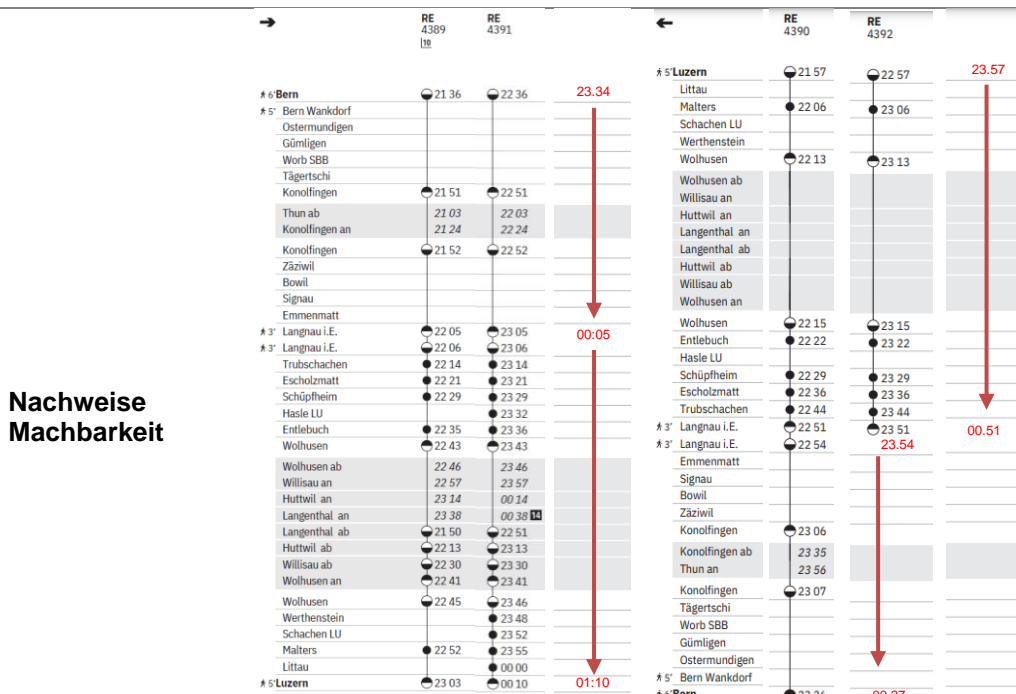 Nachweise
Machbarkeit
→ RE RE
4389 4391
10
6' Bern 21 36 22 36 23.34
5' Bern Wankdorf
Ostermundigen
Gümligen
Worb SBB
Tägertschi
Konolfingen 21 51 22 51
Thun ab 21 03 22 03
Konolfingen an 21 24 22 24
Konolfingen 21 52 22 52
Zäziwil
Bowil
Signau
Emmenmatt
3' Langnau i.E. 22 05 23 05 00:05
3' Langnau i.E. 22 06 23 06
Trubschachen 22 14 23 14
Escholzmatt 22 21 23 21
Schüpfheim 22 29 23 29
Hasle LU 23 32
Entlebuch 22 35 23 36
Wolhusen 22 43 23 43
Wolhusen ab 22 46 23 46
Willisau an 22 57 23 57
Huttwil an 23 14 00 14
Langenthal an 23 38 00 38 14
Langenthal ab 21 50 22 51
Huttwil ab 22 13 23 13
Willisau ab 22 30 23 30
Wolhusen an 22 41 23 41
Wolhusen 22 45 23 46
Werthenstein 23 48
Schachen LU 23 52
Malters 22 52 23 55
Littau 00 00
5' Luzern 23 03 00 10 01:10
← RE RE
4390 4392
5' Luzern 21 57 22 57 23.57
Littau
Malters 22 06 23 06
Schachen LU
Werthenstein
Wolhusen 22 13 23 13
Wolhusen ab
Willisau an
Huttwil an
Langenthal an
Langenthal ab
Huttwil ab
Willisau ab
Wolhusen an
Wolhusen 22 15 23 15
Entlebuch 22 22 23 22
Hasle LU
Schüpfheim 22 29 23 29
Escholzmatt 22 36 23 36
Trubschachen 22 44 23 44
3' Langnau i.E. 22 51 23 51 00.51
3' Langnau i.E. 22 54 23.54
Emmenmatt
Signau
Bowil
Zäziwil
Konolfingen 23 06
Konolfingen ab 23 35
Thun an 23 56
Konolfingen 23 07
Tägertschi
Worb SBB
Gümligen
Ostermundigen
5' Bern Wankdorf
Bern